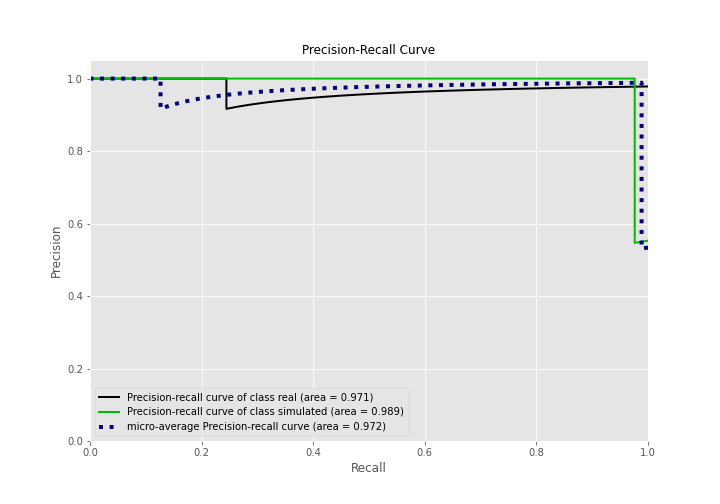 Precision-Recall Curve
1.0
0.8
0.6
0.4
0.2
0.0
Precision
Precision-recall curve of class real (area = 0.971)
Precision-recall curve of class simulated (area = 0.989)
micro-average Precision-recall curve (area = 0.972)
0.0 0.2 0.4 0.6 0.8 1.0
Recall